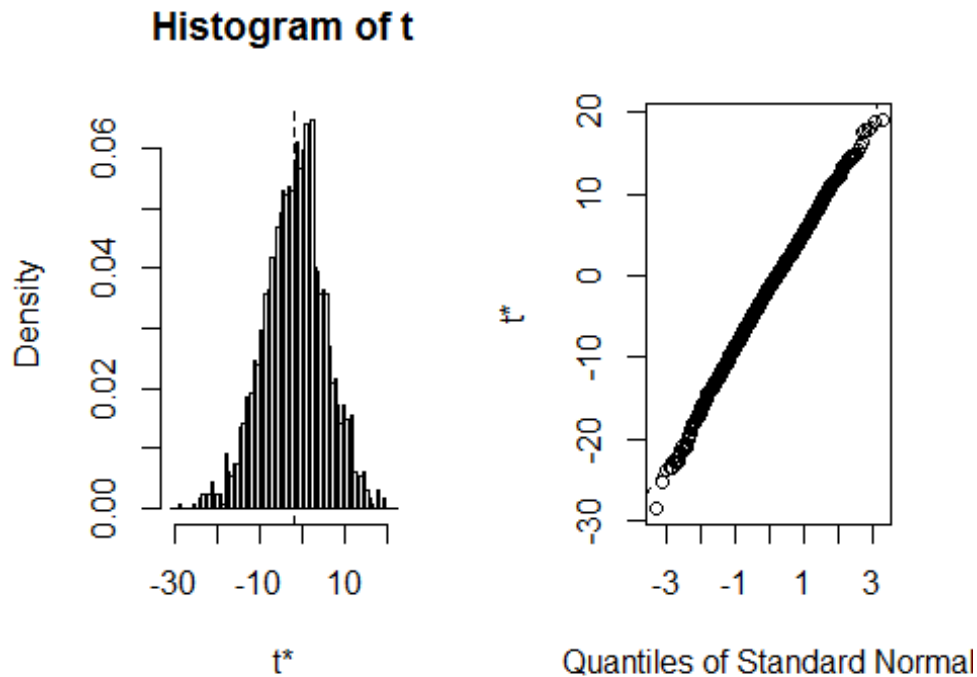 Histogram of t
Density
0.00 0.02 0.04 0.06
-30 -10 10
t*
t*
-30 -20 -10 0 10 20
-3 -1 1 3
Quantiles of Standard Normal